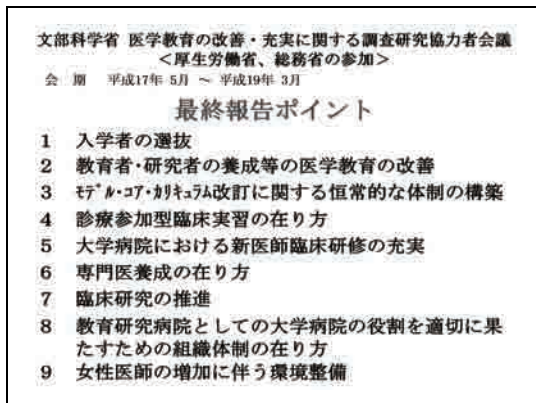 文部科学省 医学教育の改善・充実に関する調査研究協力者会議
＜厚生労働省、総務省の参加＞
会 期 平成17年 5月 ～ 平成19年 3月
最終報告ポイント
1 入学者の選抜
2 教育者・研究者の養成等の医学教育の改善
3 ﾓﾃﾞﾙ・ｺｱ・ｶﾘｷｭﾗﾑ改訂に関する恒常的な体制の構築
4 診療参加型臨床実習の在り方
5 大学病院における新医師臨床研修の充実
6 専門医養成の在り方
7 臨床研究の推進
8 教育研究病院としての大学病院の役割を適切に果
たすための組織体制の在り方
9 女性医師の増加に伴う環境整備